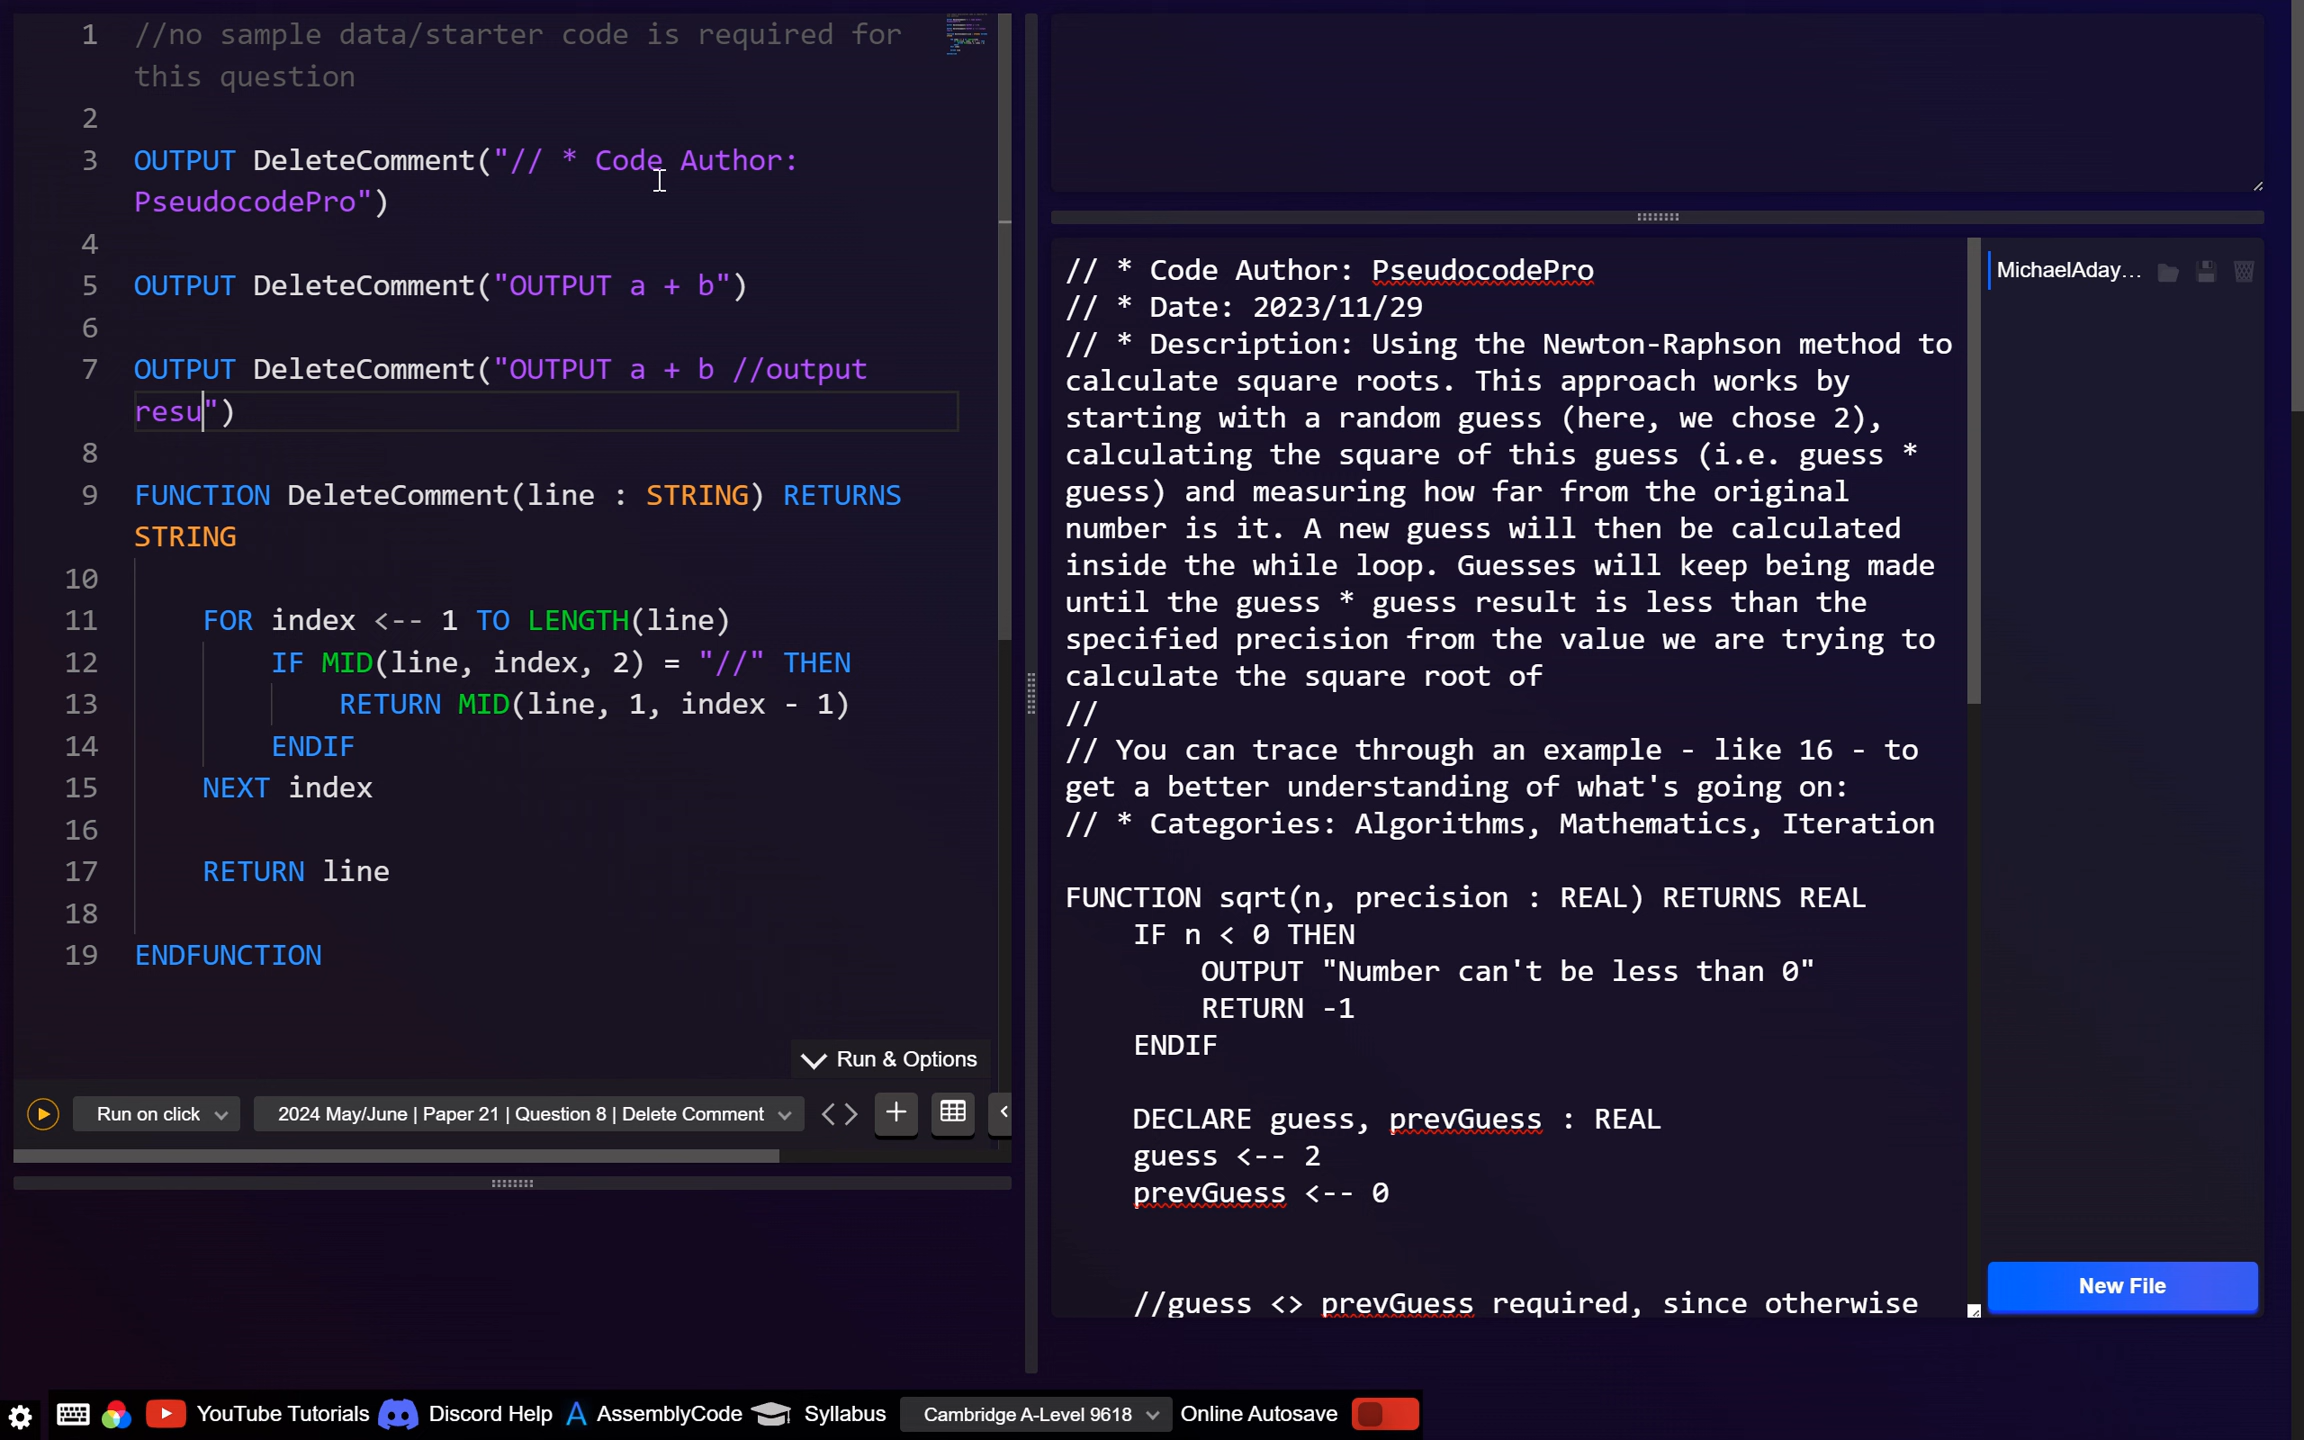 1 //no sample data/starter code is required for
this question
2
3 OUTPUT DeleteComment("// * Code Author:
PseudocodePro")
4
5 OUTPUT DeleteComment("OUTPUT a + b")
6
7 OUTPUT DeleteComment("OUTPUT a + b //output
resu")
8
9 FUNCTION DeleteComment(line : STRING) RETURNS
STRING
10
11 FOR index <-- 1 TO LENGTH(line)
12 IF MID(line, index, 2) = "//" THEN
13 RETURN MID(line, 1, index - 1)
14 ENDIF
15 NEXT index
16
17 RETURN line
18
19 ENDFUNCTION
Run & Options
Run on click
2024 May/June | Paper 21 | Question 8 | Delete Comment
// * Code Author: PseudocodePro
// * Date: 2023/11/29
// * Description: Using the Newton-Raphson method to
calculate square roots. This approach works by
starting with a random guess (here, we chose 2),
calculating the square of this guess (i.e. guess *
guess) and measuring how far from the original
number is it. A new guess will then be calculated
inside the while loop. Guesses will keep being made
until the guess * guess result is less than the
specified precision from the value we are trying to
calculate the square root of
//
// You can trace through an example - like 16 - to
get a better understanding of what's going on:
// * Categories: Algorithms, Mathematics, Iteration
FUNCTION sqrt(n, precision : REAL) RETURNS REAL
IF n < 0 THEN
OUTPUT "Number can't be less than 0"
RETURN -1
ENDIF
DECLARE guess, prevGuess : REAL
guess <-- 2
prevGuess <-- 0
//guess <> prevGuess required, since otherwise
MichaelAday...
New File
YouTube Tutorials
Discord Help
AssemblyCode
Syllabus
Cambridge A-Level 9618
Online Autosave